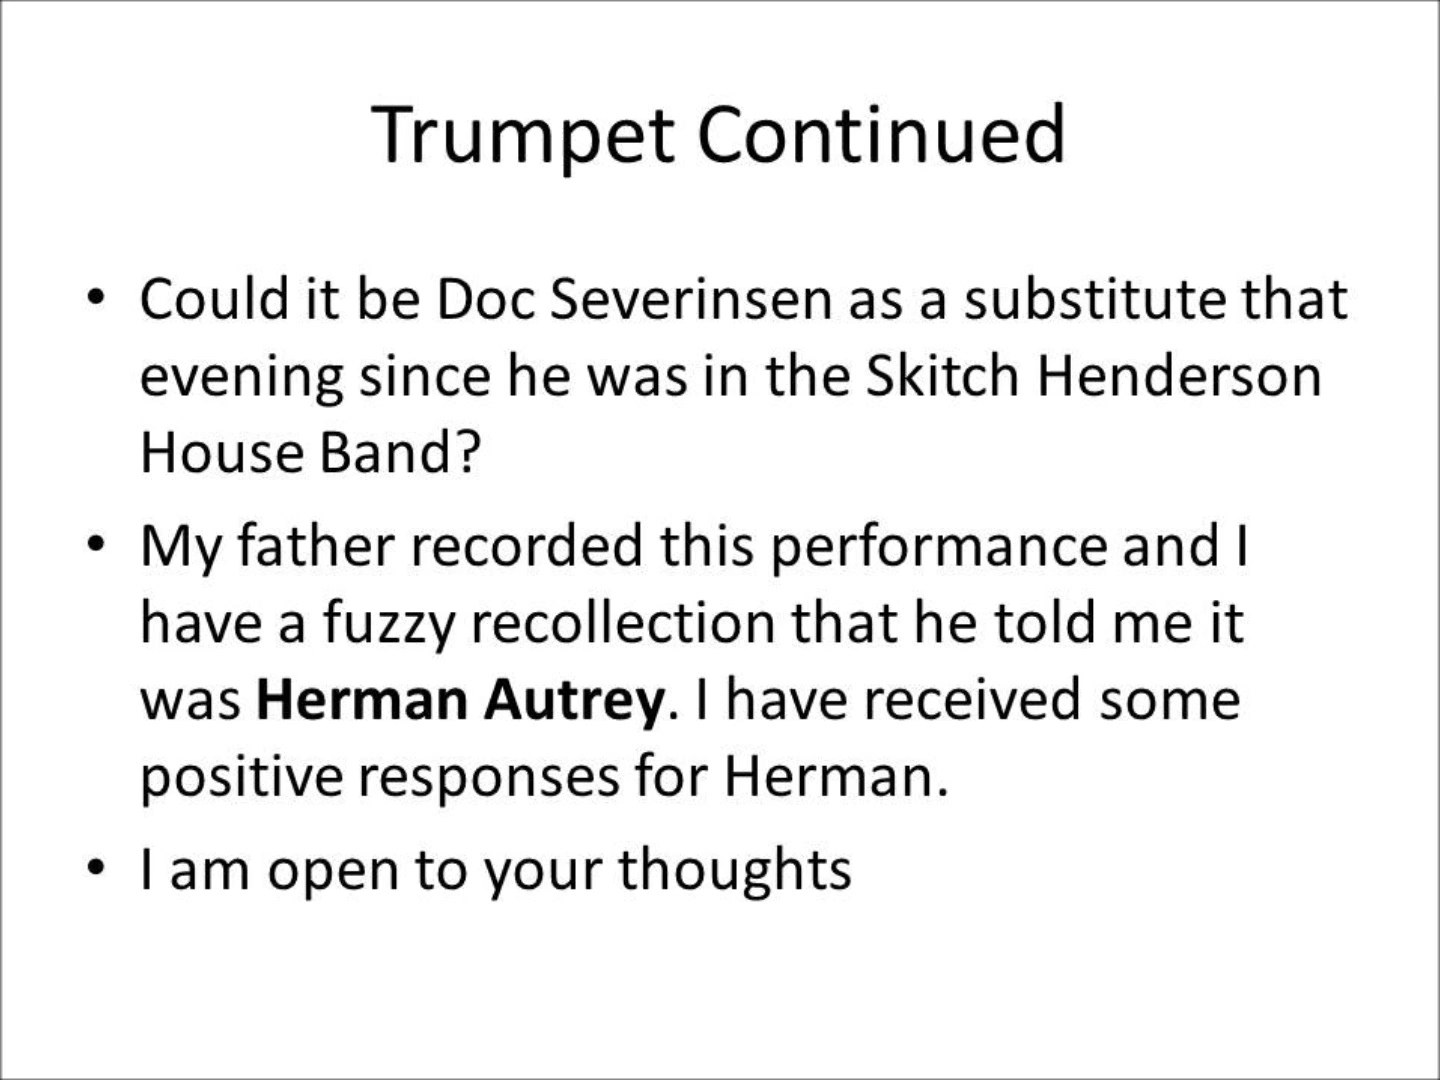 Trumpet Continued
• Could it be Doc Severinsen as a substitute that
evening since he was in the Skitch Henderson
House Band?
• My father recorded this performance and I
have a fuzzy recollection that he told me it
was Herman Autrey. I have received some
positive responses for Herman.
• I am open to your thoughts